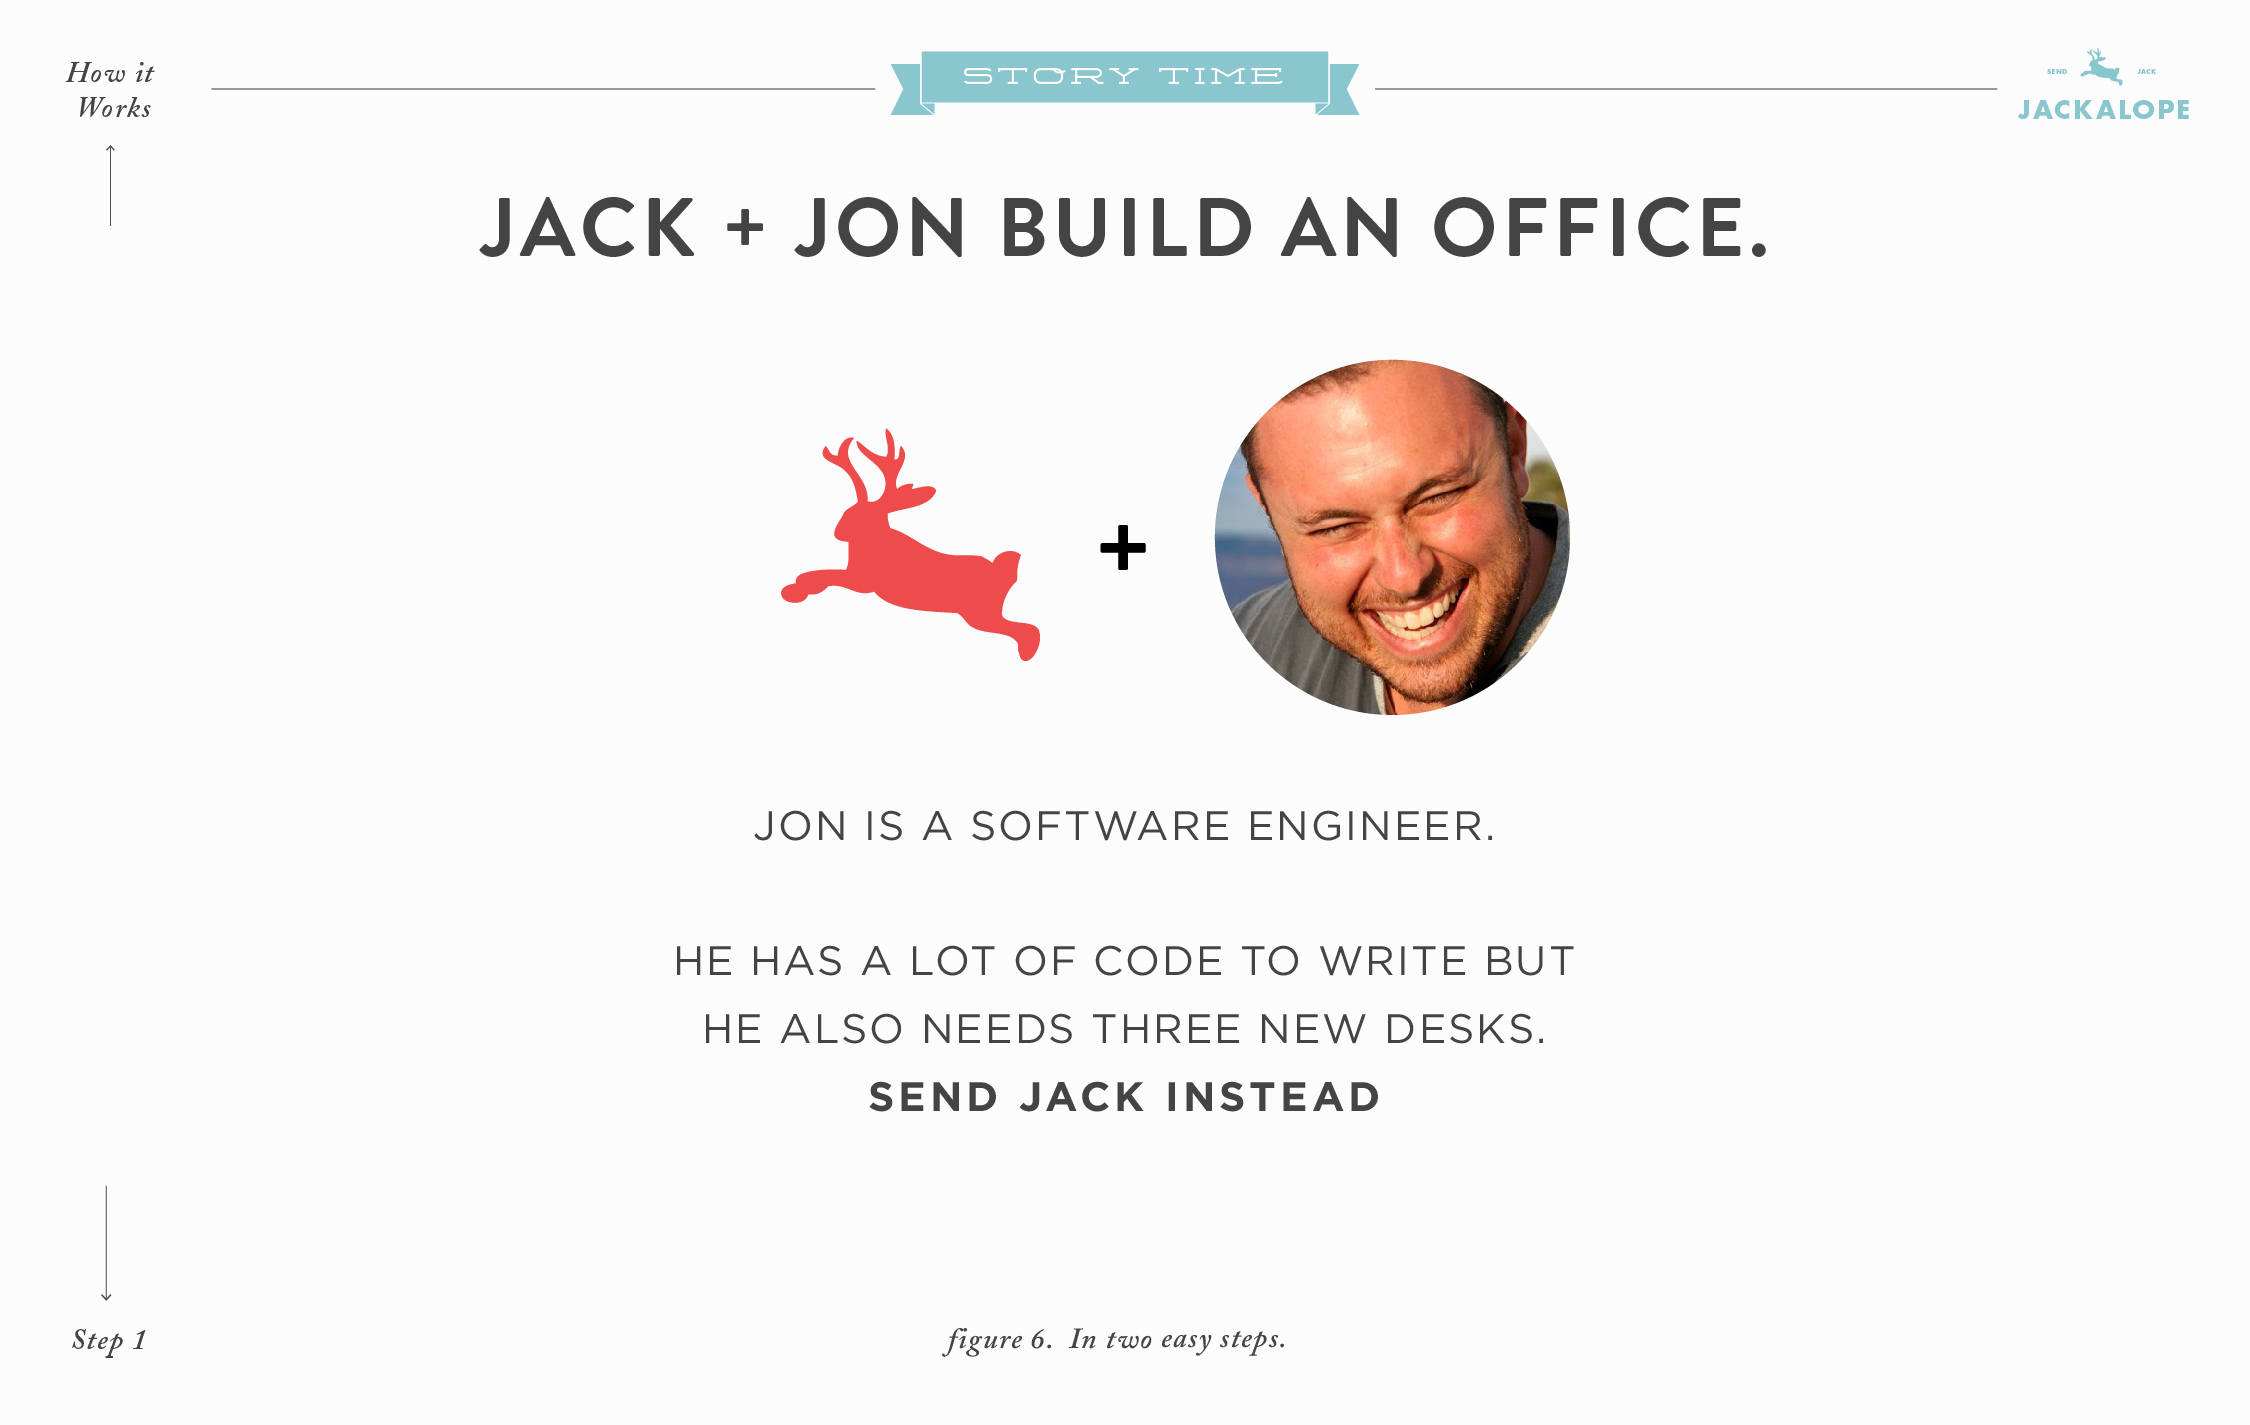 How it
Works
STORY TIME
SEND JACK
JACKALOPE
JACK + JON BUILD AN OFFICE.
+
JON IS A SOFTWARE ENGINEER.
HE HAS A LOT OF CODE TO WRITE BUT
HE ALSO NEEDS THREE NEW DESKS.
SEND JACK INSTEAD
Step 1
figure 6. In two easy steps.